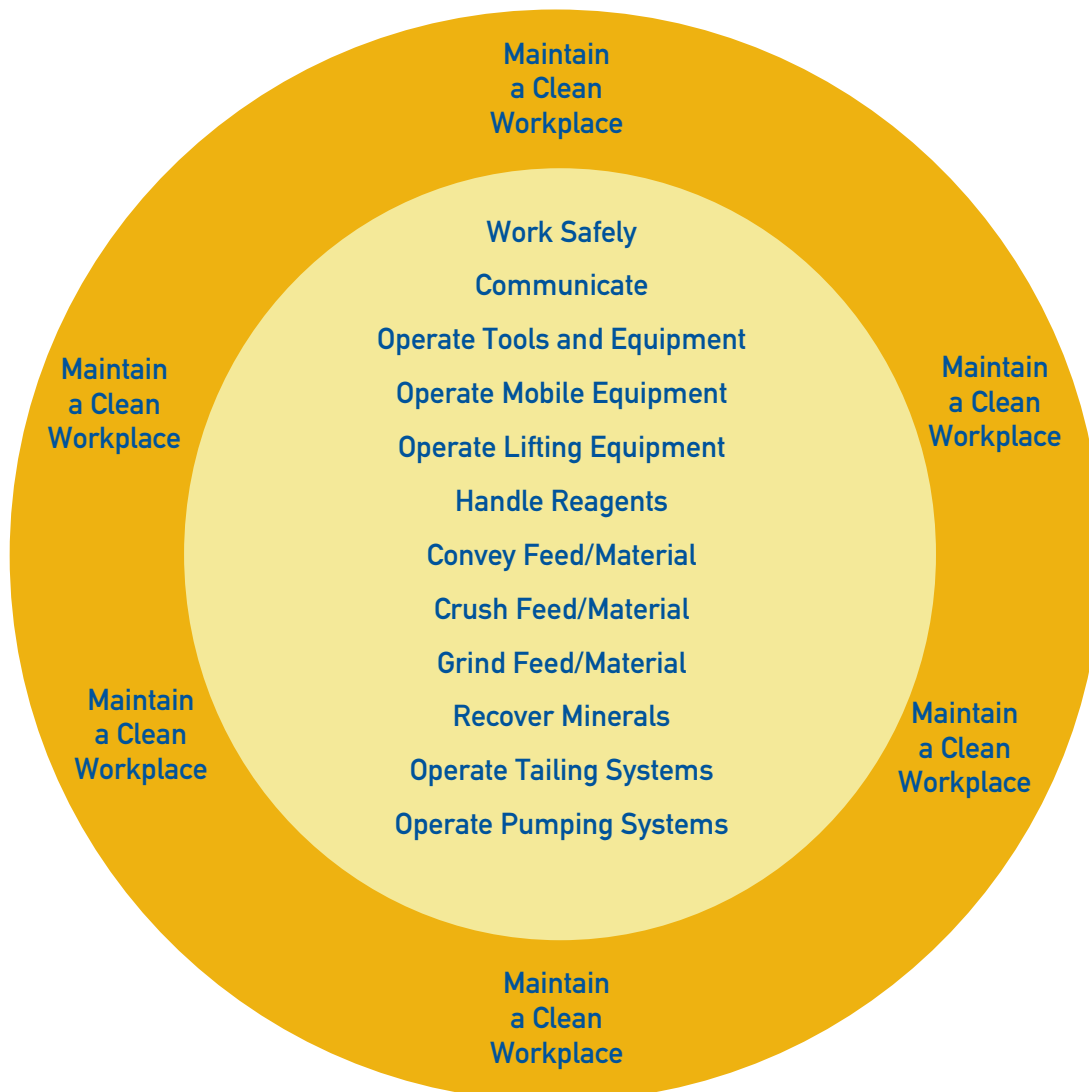 Maintain
a Clean
Workplace
Work Safely
Communicate
Operate Tools and Equipment
Maintain
a Clean
Workplace
Maintain
a Clean
Workplace
Operate Mobile Equipment
Operate Lifting Equipment
Handle Reagents
Convey Feed/Material
Crush Feed/Material
Grind Feed/Material
Maintain
a Clean
Workplace
Maintain
a Clean
Workplace
Recover Minerals
Operate Tailing Systems
Operate Pumping Systems
Maintain
a Clean
Workplace